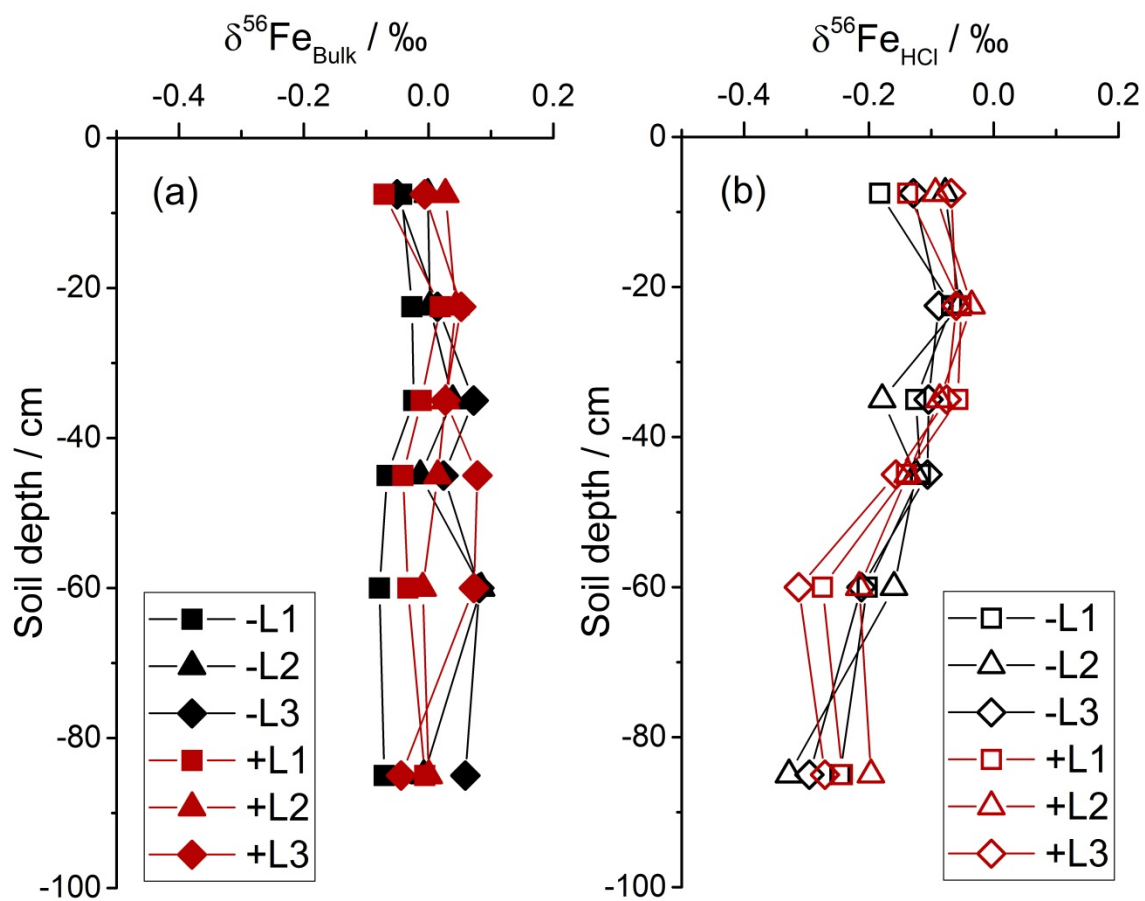 δ⁵⁶Fe_Bulk / ‰
-0.4 -0.2 0.0 0.2
0
-20
-40
-60
-80
-100
Soil depth / cm
(a)
-L1
-L2
-L3
+L1
+L2
+L3
δ⁵⁶Fe_HCl / ‰
-0.4 -0.2 0.0 0.2
0
-20
-40
-60
-80
-100
Soil depth / cm
(b)
-L1
-L2
-L3
+L1
+L2
+L3